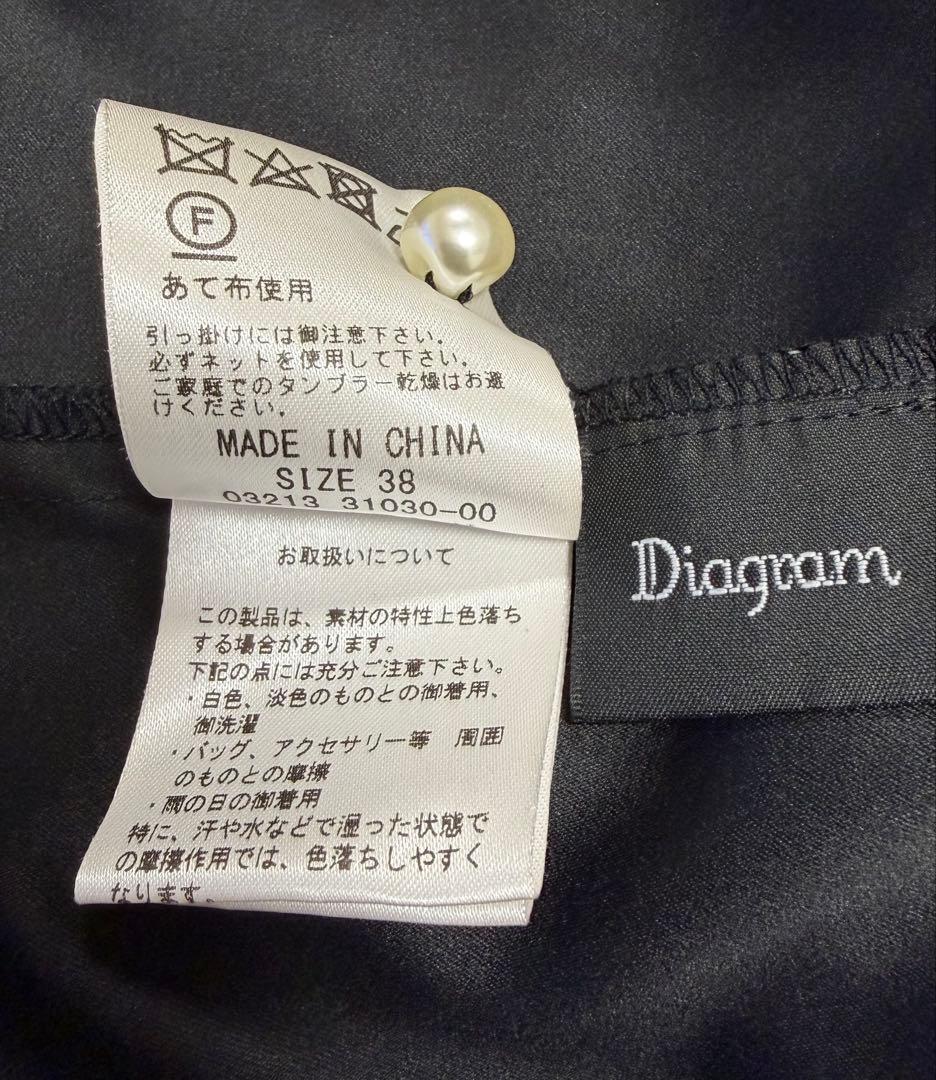 F
あて布使用
引っ掛けには御注意下さい。
必ずネットを使用して下さい。
ご家庭でのタンブラー乾燥はお避
けください。
MADE IN CHINA
SIZE 38
03213 31030-00
お取扱いについて
この製品は、素材の特性上色落ち
する場合があります。
下記の点には充分ご注意下さい。
・白色、淡色のものとの御着用、
御洗濯
・バッグ、アクセサリー等 周囲
のものとの摩擦
・雨の日の御着用
特に、汗や水などで湿った状態で
の摩擦作用では、色落ちしやすく
なります。
Diagram